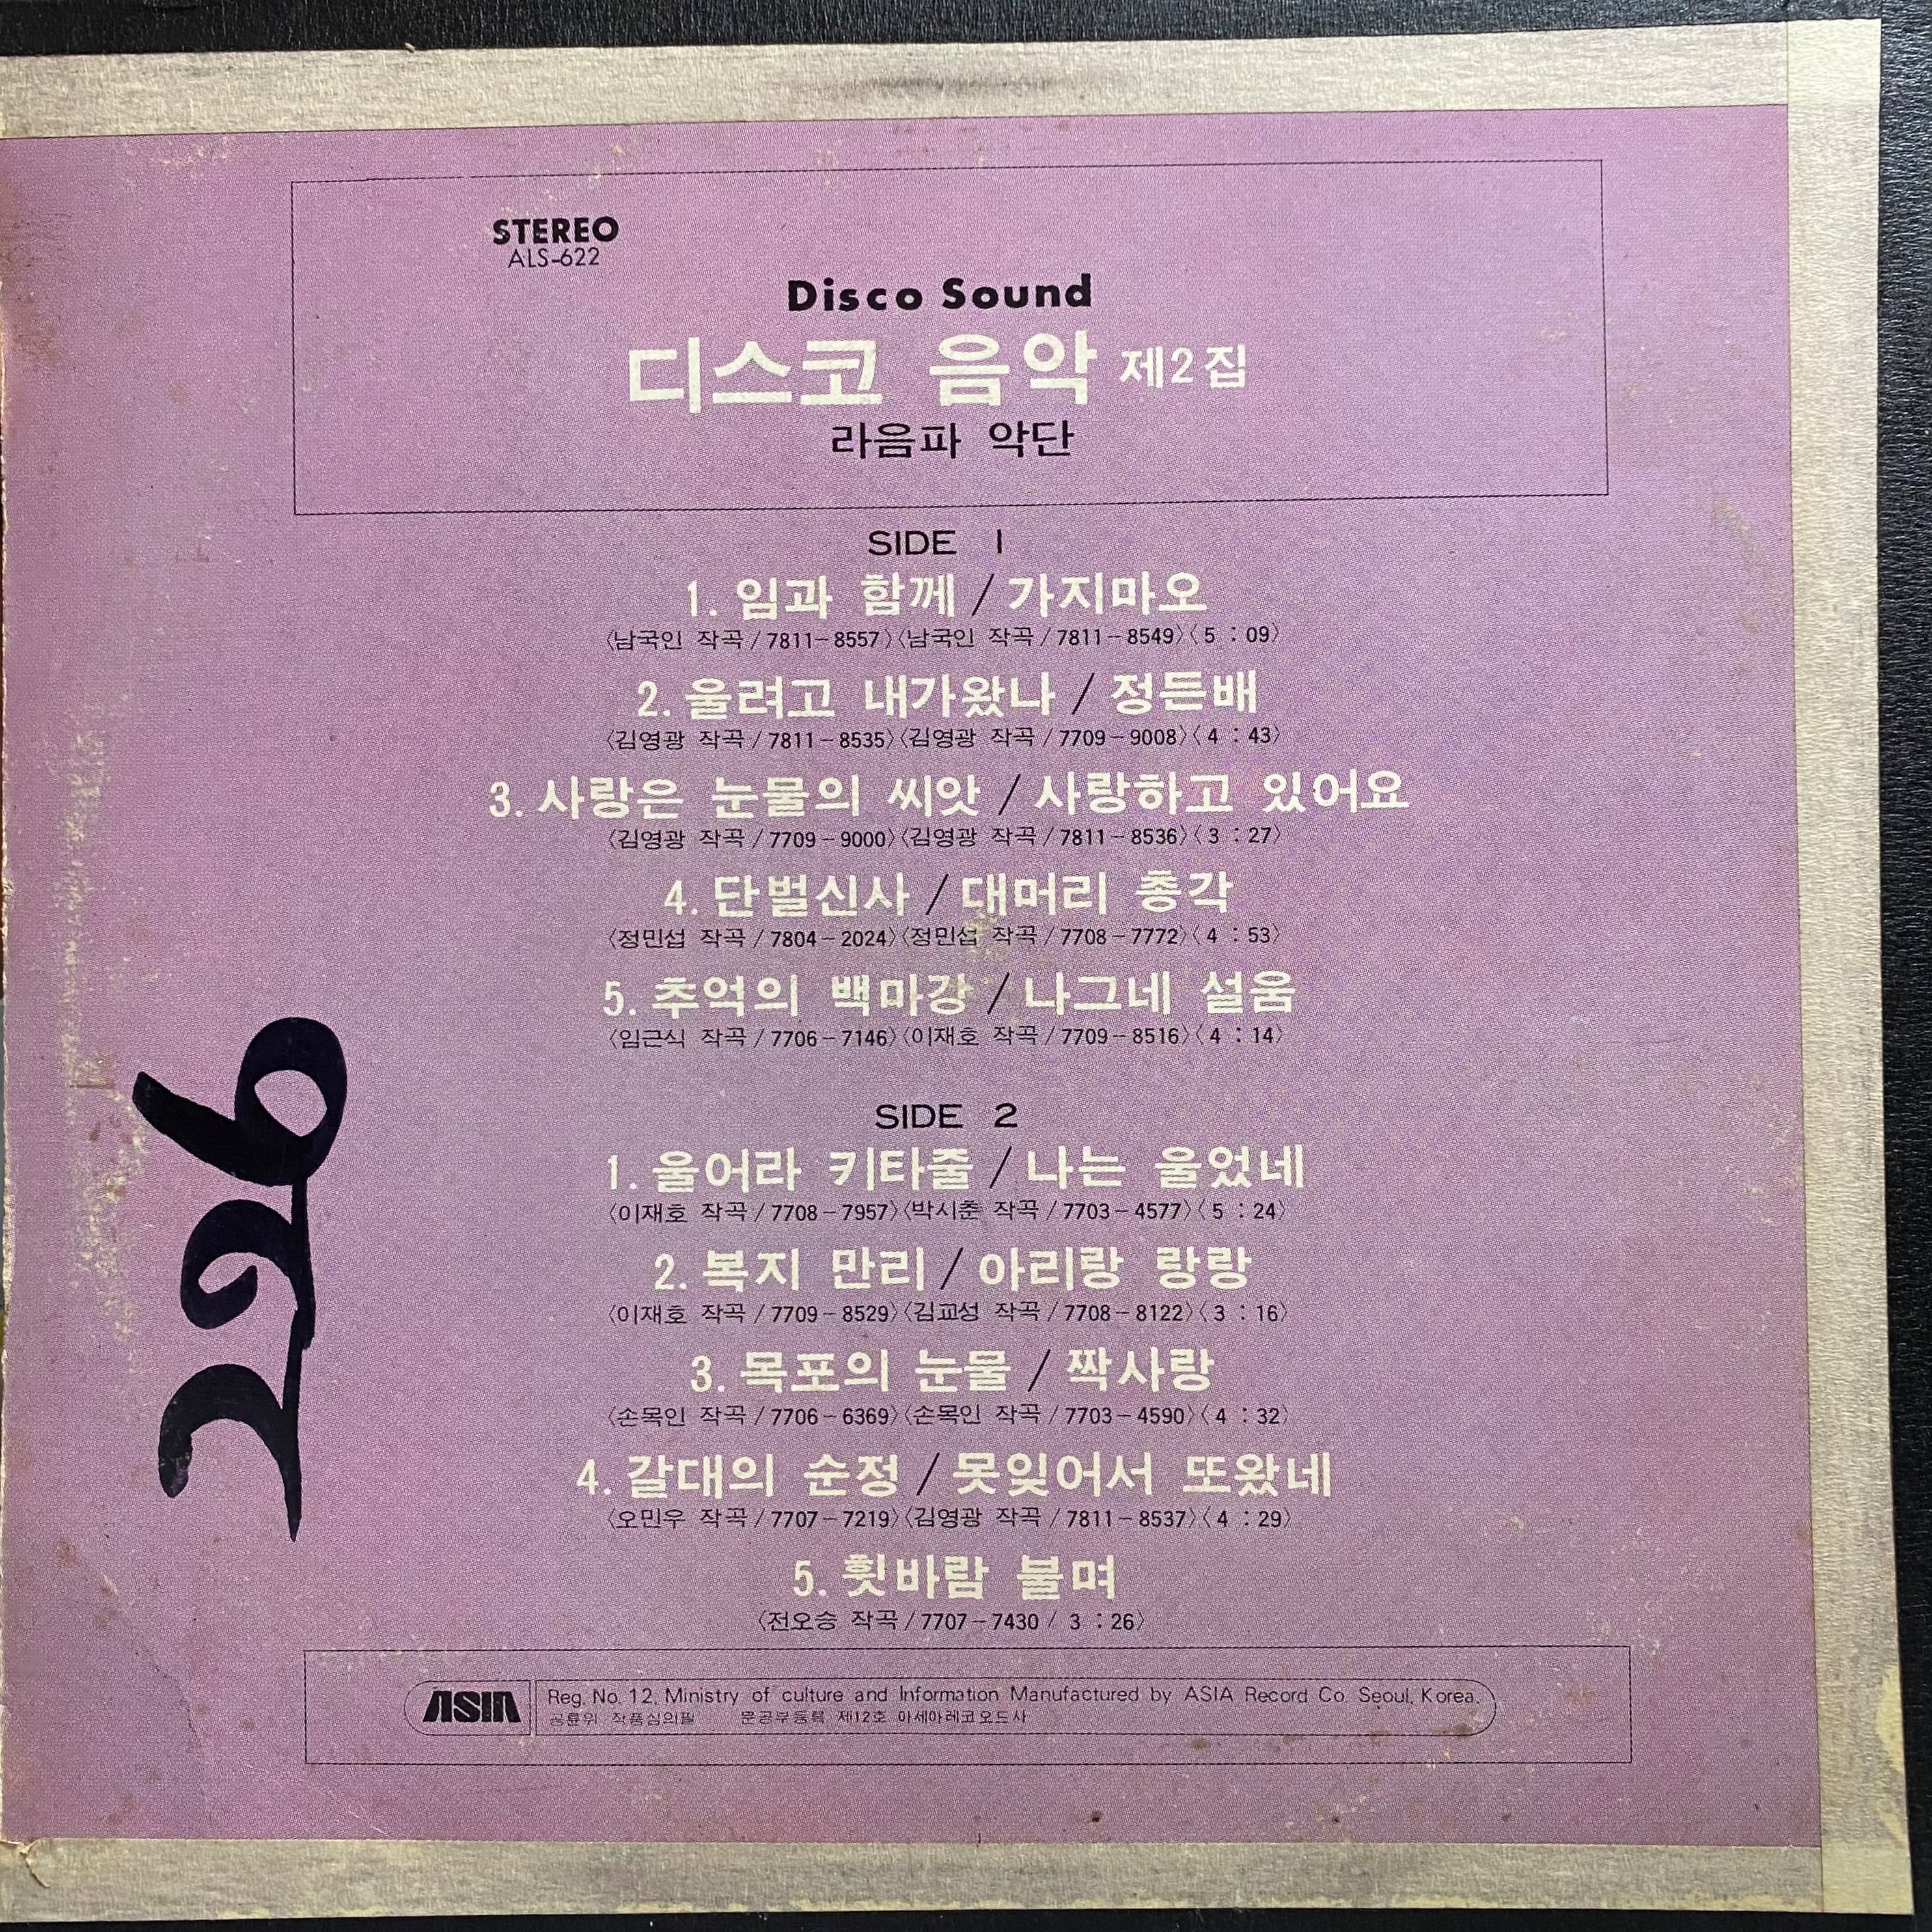 STEREO
ALS-622
Disco Sound
디스코 음악 제2집
라음파 악단
SIDE 1
1. 임과 함께 / 가지마오
〈남국인 작곡 / 7811-8557〉〈남국인 작곡 / 7811-8549〉〈5 : 09〉
2. 울려고 내가왔나 / 정든배
〈김영광 작곡 / 7811-8535〉〈김영광 작곡 / 7709-9008〉〈4 : 43〉
3. 사랑은 눈물의 씨앗 / 사랑하고 있어요
〈김영광 작곡 / 7709-9000〉〈김영광 작곡 / 7811-8536〉〈3 : 27〉
4. 단벌신사 / 대머리 총각
〈정민섭 작곡 / 7804-2024〉〈정민섭 작곡 / 7708-7772〉〈4 : 53〉
5. 추억의 백마강 / 나그네 설움
〈임근식 작곡 / 7706-7146〉〈이재호 작곡 / 7709-8516〉〈4 : 14〉
SIDE 2
1. 울어라 키타줄 / 나는 울었네
〈이재호 작곡 / 7708-7957〉〈박시춘 작곡 / 7703-4577〉〈5 : 24〉
2. 복지 만리 / 아리랑 랑랑
〈이재호 작곡 / 7709-8529〉〈김교성 작곡 / 7708-8122〉〈3 : 16〉
3. 목포의 눈물 / 짝사랑
〈손목인 작곡 / 7706-6369〉〈손목인 작곡 / 7703-4590〉〈4 : 32〉
4. 갈대의 순정 / 못잊어서 또왔네
〈오민우 작곡 / 7707-7219〉〈김영광 작곡 / 7811-8537〉〈4 : 29〉
5. 휫바람 불며
〈전오승 작곡 / 7707-7430 / 3 : 26〉
296
ASIA
Reg. No. 12, Ministry of culture and Information Manufactured by ASIA Record Co. Seoul, Korea.
공륜위 작품심의필 문공부등록 제12호 아세아레코오드사